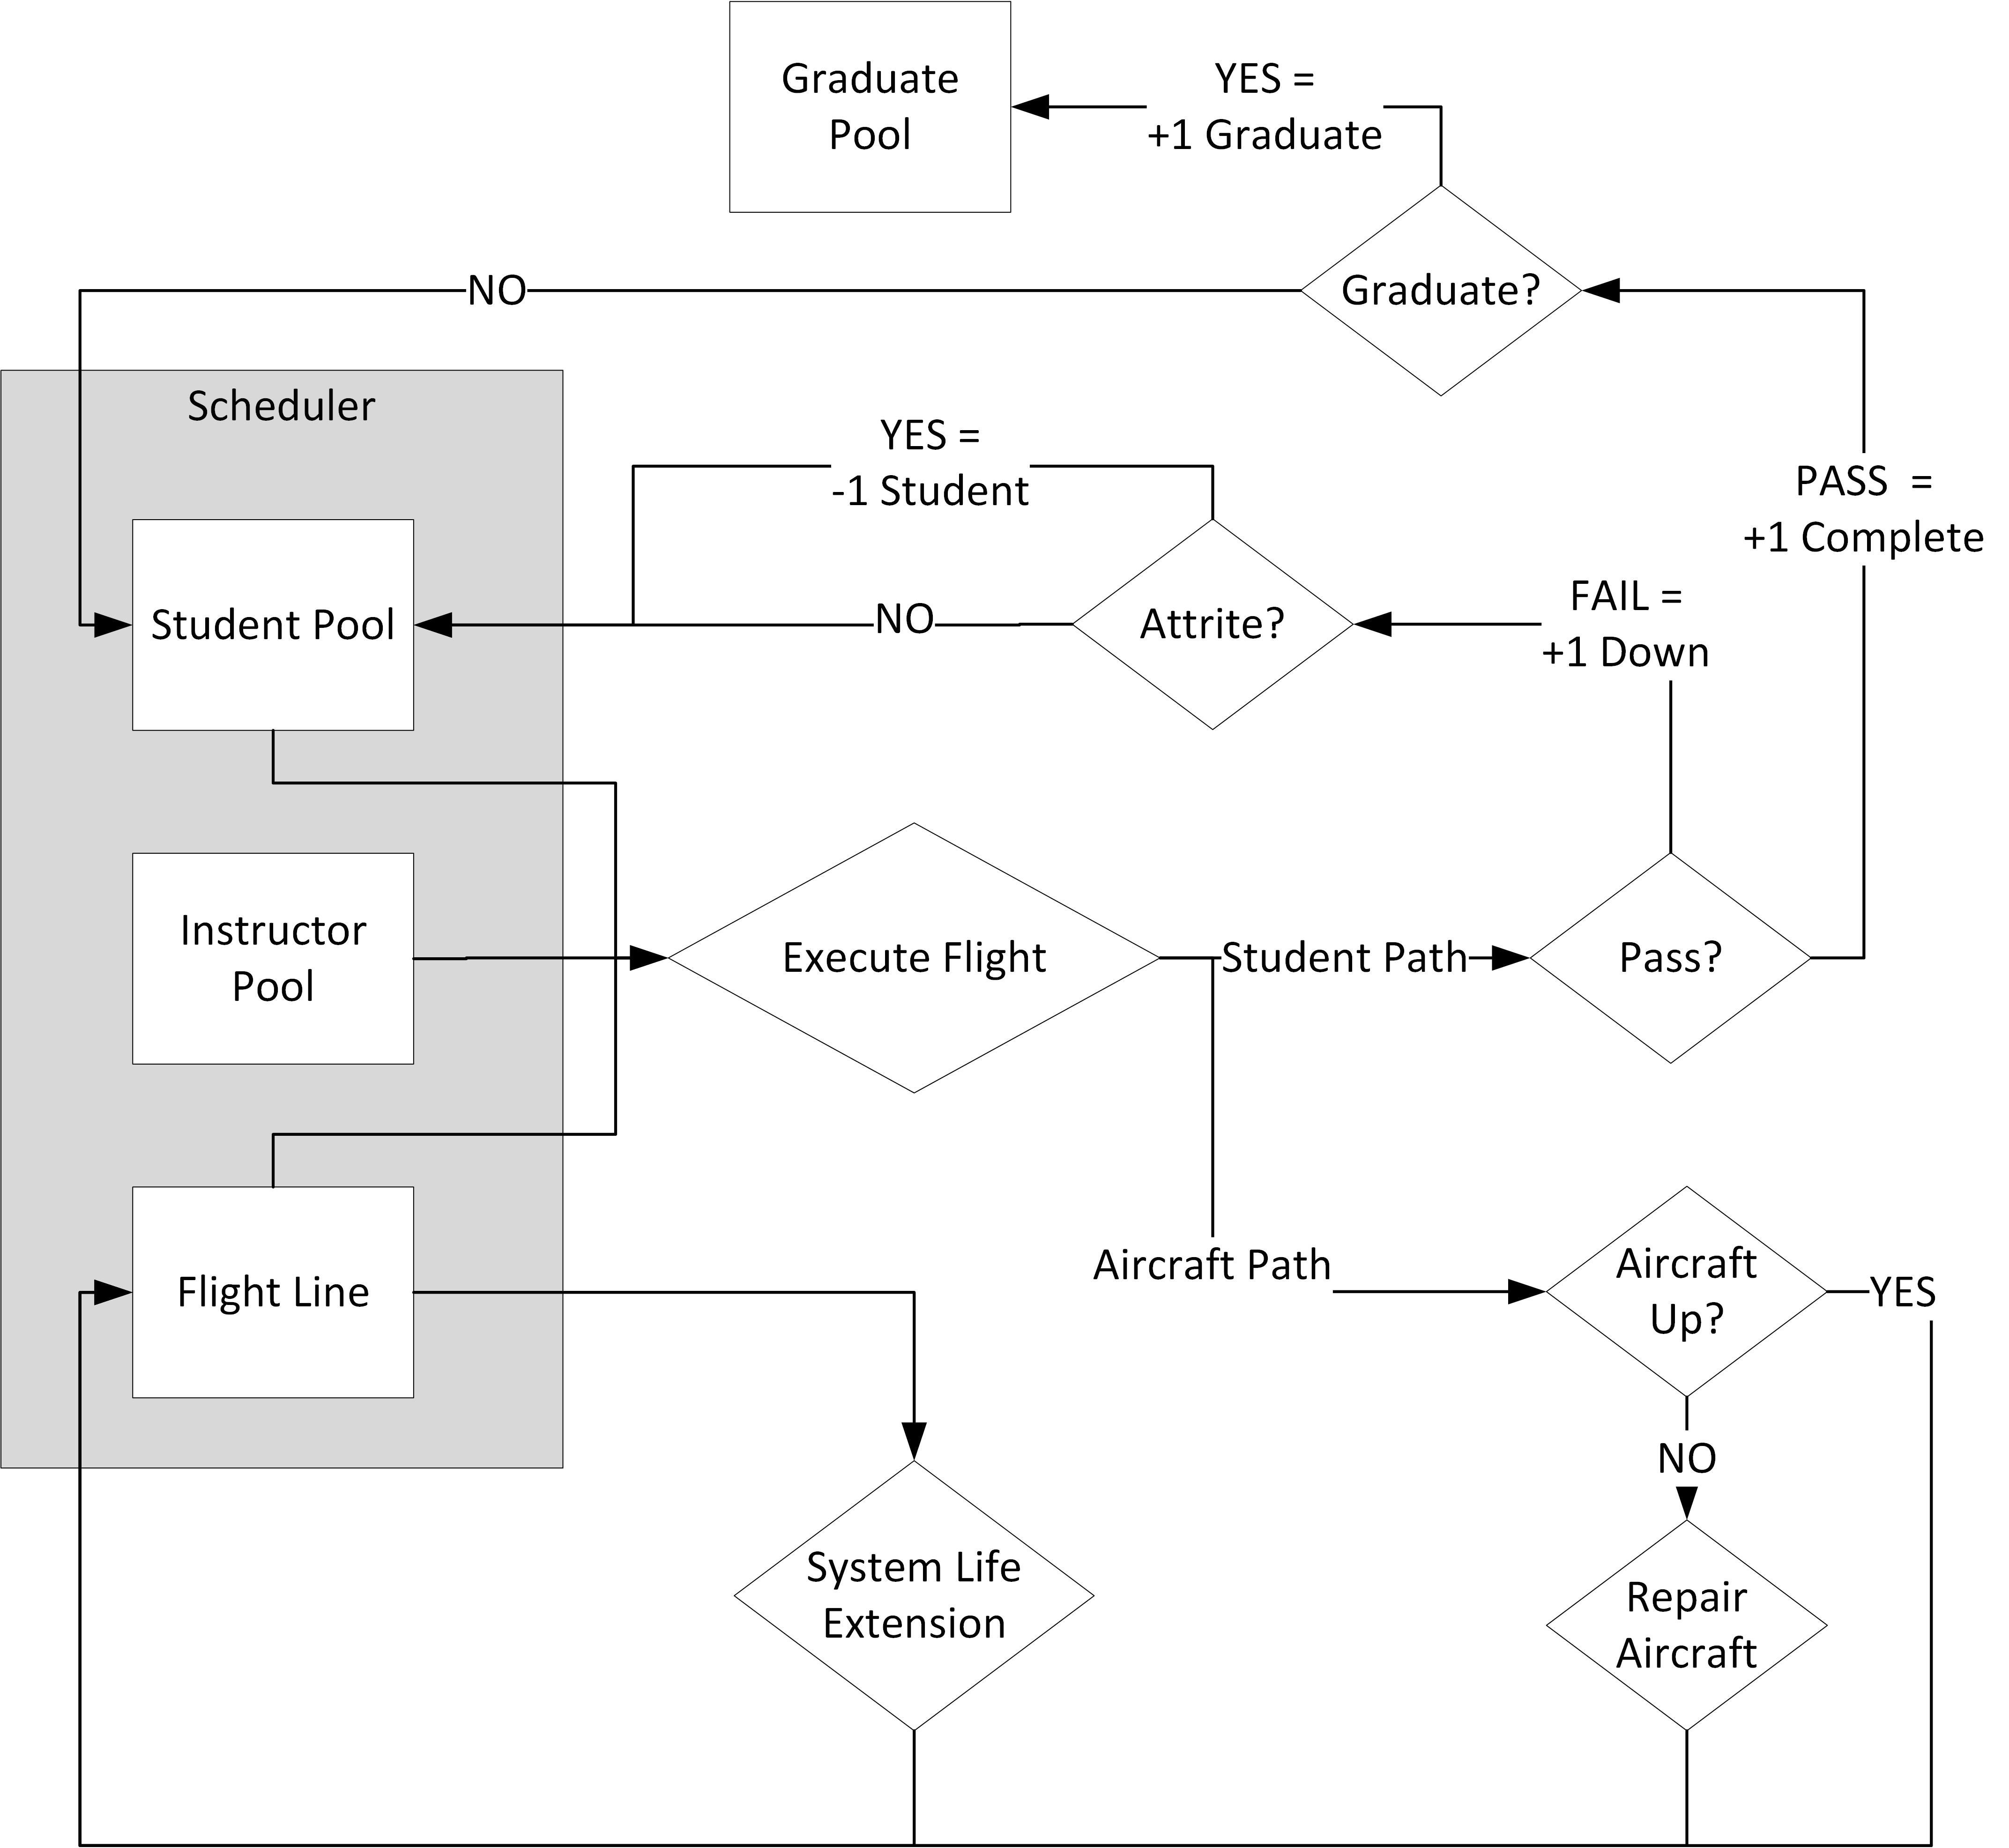 Graduate
Pool
YES =
+1 Graduate
Graduate?
NO
Scheduler
YES =
-1 Student
PASS =
+1 Complete
Student Pool
NO
Attrite?
FAIL =
+1 Down
Instructor
Pool
Execute Flight
Student Path
Pass?
Flight Line
Aircraft Path
Aircraft
Up?
YES
NO
System Life
Extension
Repair
Aircraft